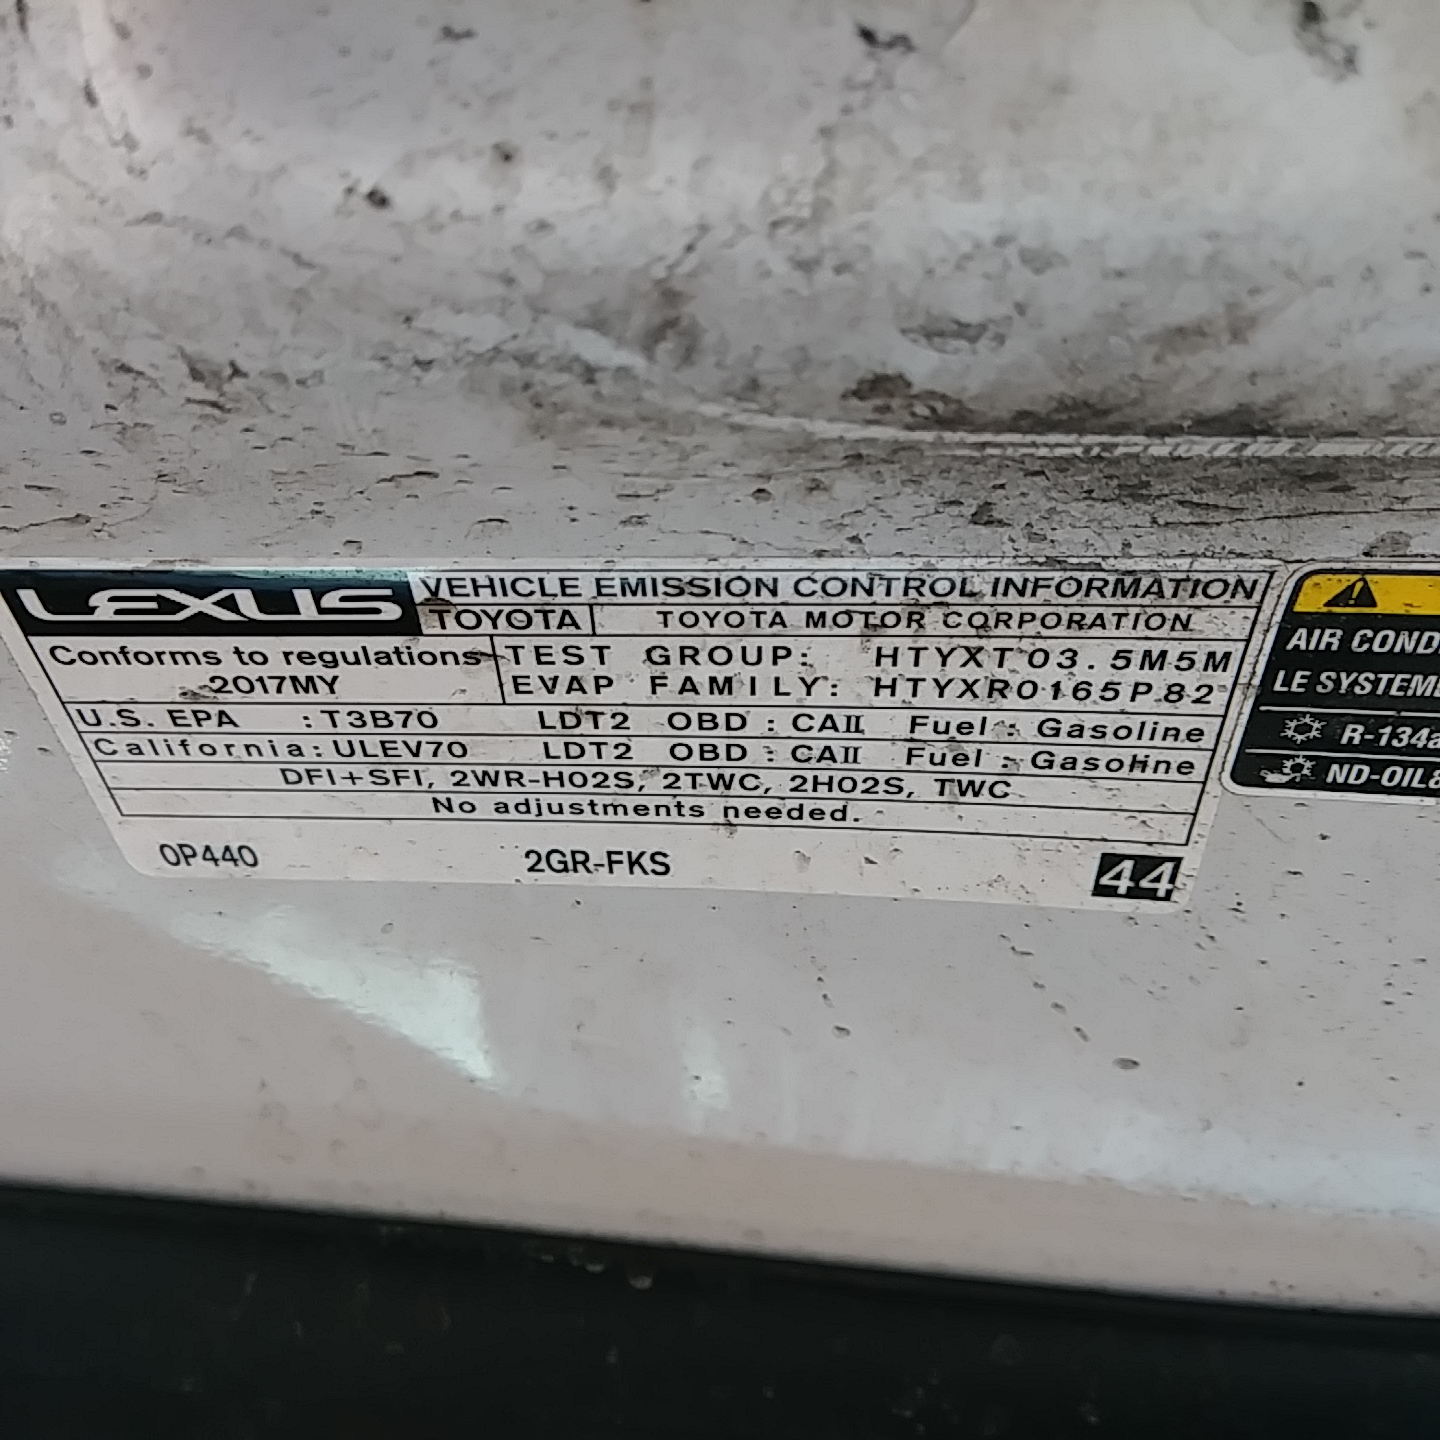 LEXUS VEHICLE EMISSION CONTROL INFORMATION
TOYOTA TOYOTA MOTOR CORPORATION
Conforms to regulations TEST GROUP: HTYXT03.5M5M
2017MY EVAP FAMILY: HTYXR0165P82
U.S. EPA : T3B70 LDT2 OBD : CAII Fuel : Gasoline
California: ULEV70 LDT2 OBD : CAII Fuel : Gasoline
DFI+SFI, 2WR-HO2S, 2TWC, 2HO2S, TWC
No adjustments needed.
0P440 2GR-FKS 44
AIR COND
LE SYSTEM
R-134a
ND-OIL8